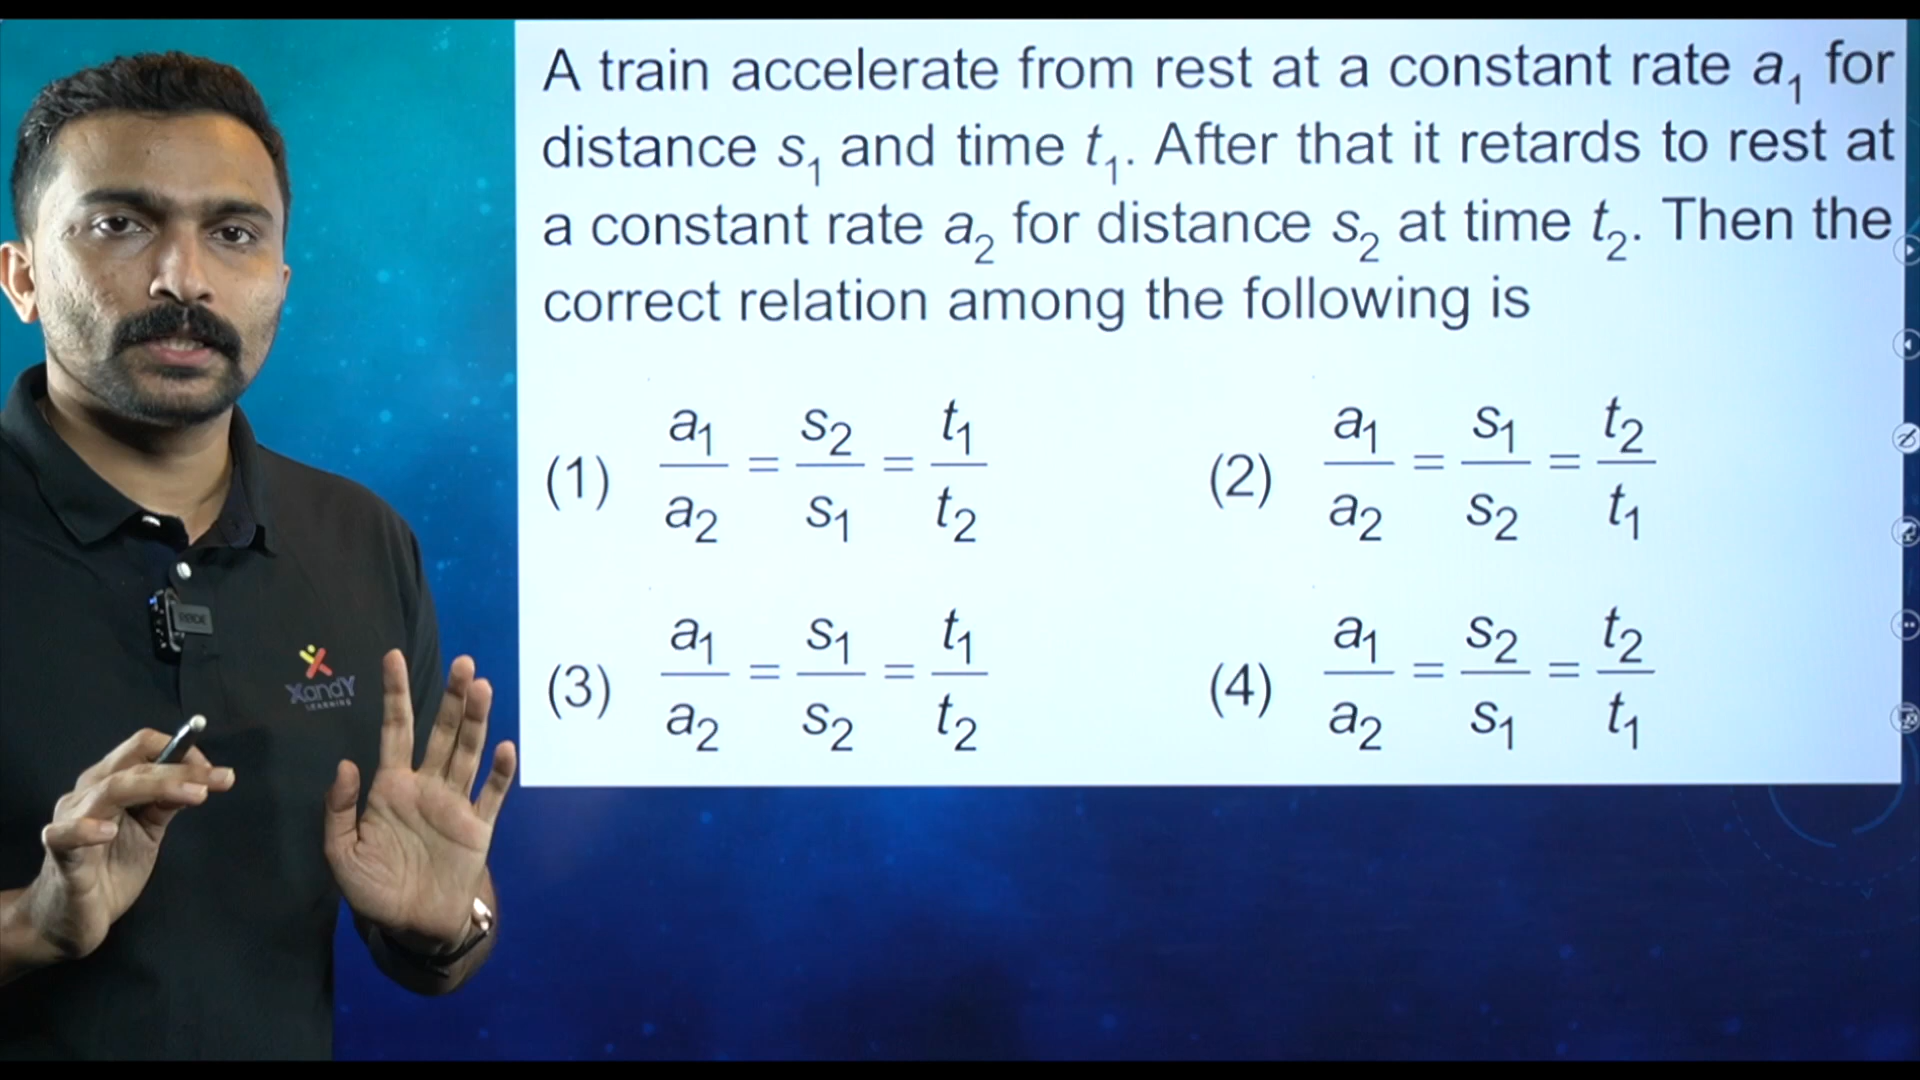 A train accelerate from rest at a constant rate a₁ for
distance s₁ and time t₁. After that it retards to rest at
a constant rate a₂ for distance s₂ at time t₂. Then the
correct relation among the following is
(1) a₁/a₂ = s₂/s₁ = t₁/t₂
(2) a₁/a₂ = s₁/s₂ = t₂/t₁
(3) a₁/a₂ = s₁/s₂ = t₁/t₂
(4) a₁/a₂ = s₂/s₁ = t₂/t₁
XandY
LEARNING